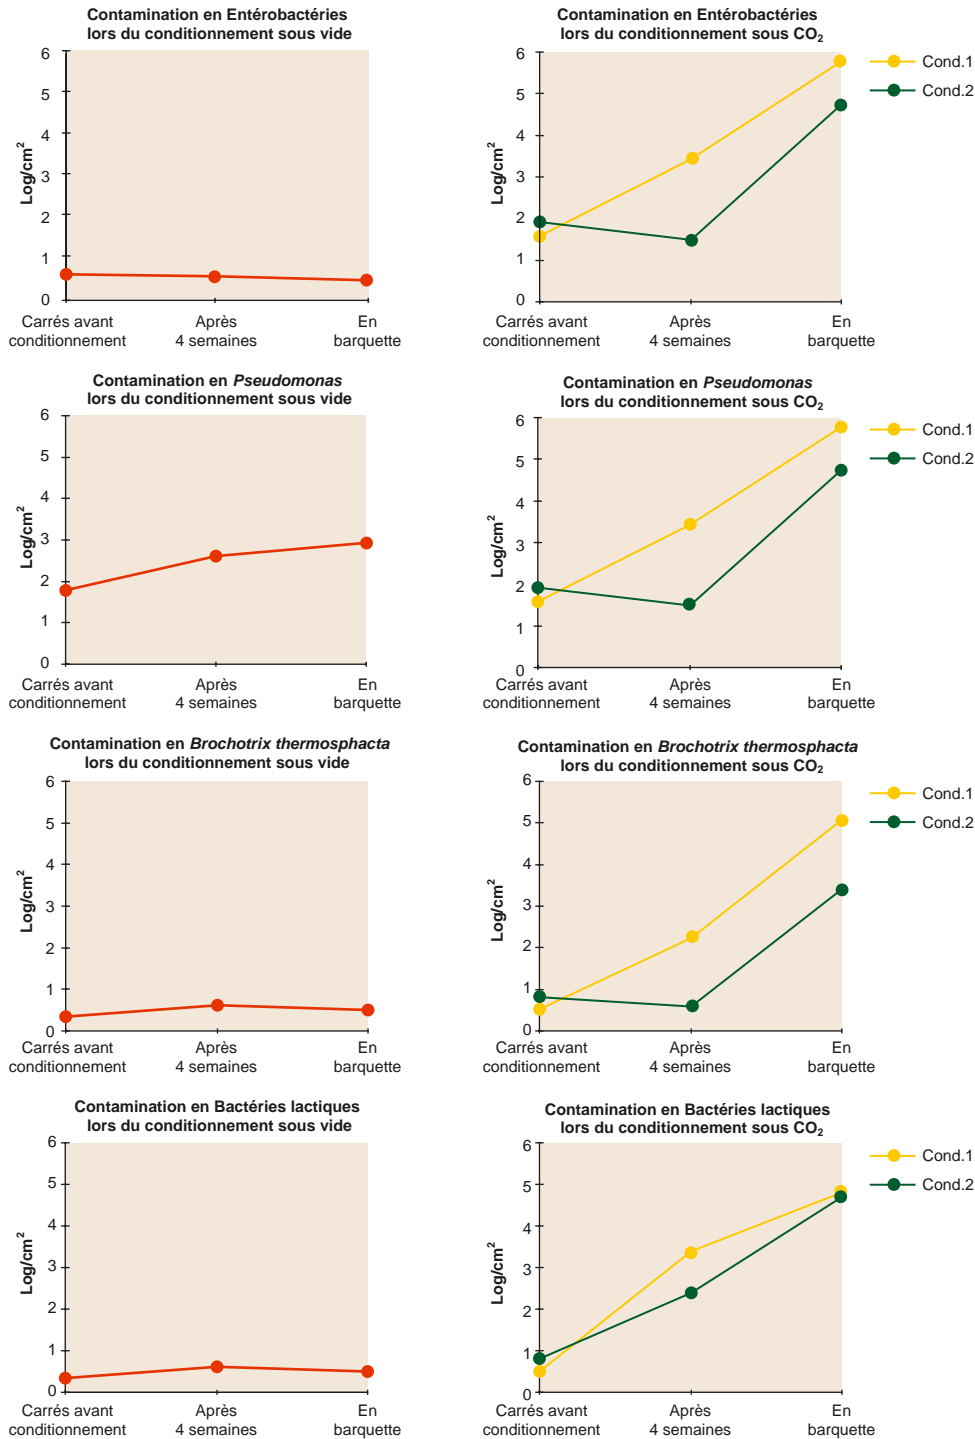 Contamination en Entérobactéries
lors du conditionnement sous vide
6
5
4
3
2
1
0
Log/cm²
Carrés avant
conditionnement
Après
4 semaines
En
barquette
Contamination en Entérobactéries
lors du conditionnement sous CO₂
6
5
4
3
2
1
0
Log/cm²
Carrés avant
conditionnement
Après
4 semaines
En
barquette
Cond.1
Cond.2
Contamination en Pseudomonas
lors du conditionnement sous vide
6
5
4
3
2
1
0
Log/cm²
Carrés avant
conditionnement
Après
4 semaines
En
barquette
Contamination en Pseudomonas
lors du conditionnement sous CO₂
6
5
4
3
2
1
0
Log/cm²
Carrés avant
conditionnement
Après
4 semaines
En
barquette
Cond.1
Cond.2
Contamination en Brochotrix thermosphacta
lors du conditionnement sous vide
6
5
4
3
2
1
0
Log/cm²
Carrés avant
conditionnement
Après
4 semaines
En
barquette
Contamination en Brochotrix thermosphacta
lors du conditionnement sous CO₂
6
5
4
3
2
1
0
Log/cm²
Carrés avant
conditionnement
Après
4 semaines
En
barquette
Cond.1
Cond.2
Contamination en Bactéries lactiques
lors du conditionnement sous vide
6
5
4
3
2
1
0
Log/cm²
Carrés avant
conditionnement
Après
4 semaines
En
barquette
Contamination en Bactéries lactiques
lors du conditionnement sous CO₂
6
5
4
3
2
1
0
Log/cm²
Carrés avant
conditionnement
Après
4 semaines
En
barquette
Cond.1
Cond.2